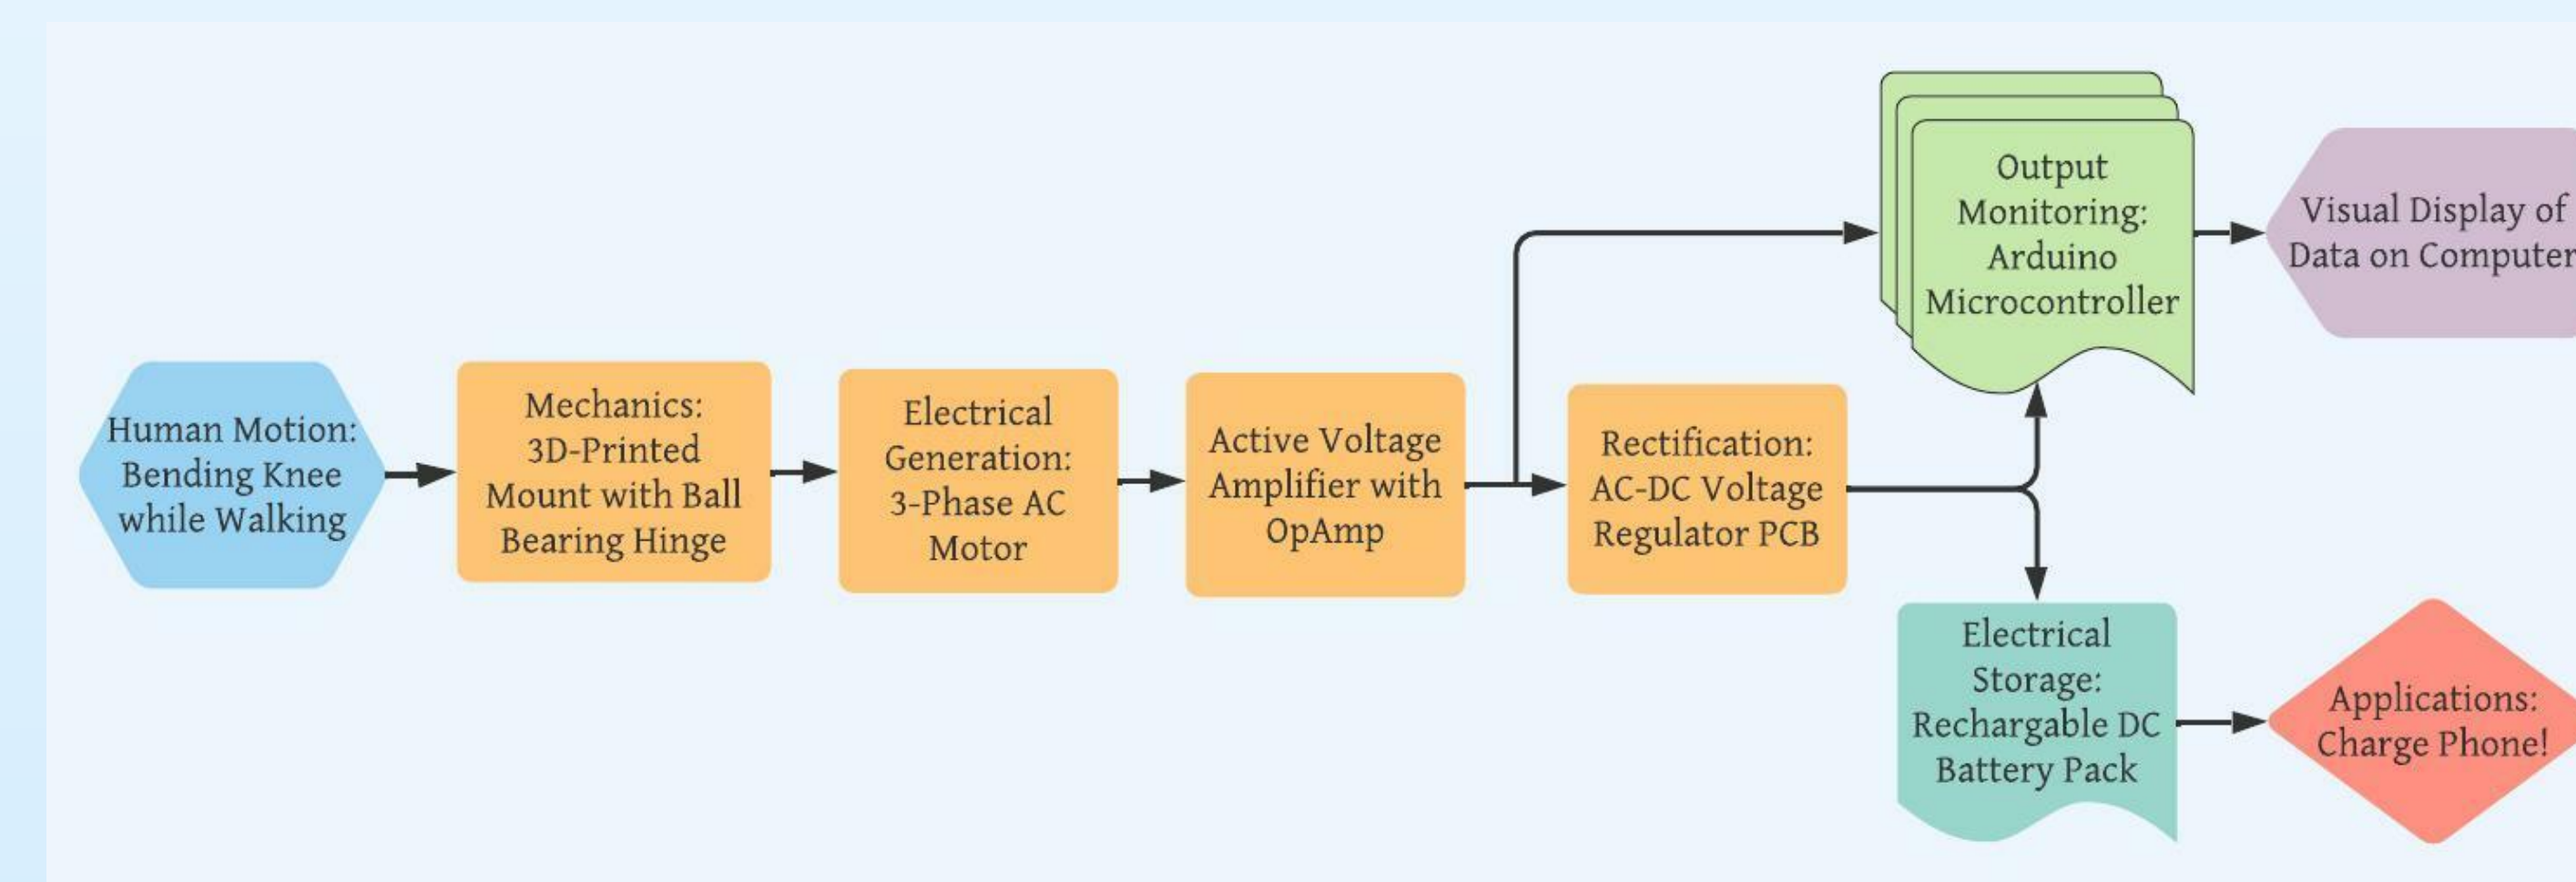 Human Motion:
Bending Knee
while Walking
Mechanics:
3D-Printed
Mount with Ball
Bearing Hinge
Electrical
Generation:
3-Phase AC
Motor
Active Voltage
Amplifier with
OpAmp
Rectification:
AC-DC Voltage
Regulator PCB
Output
Monitoring:
Arduino
Microcontroller
Visual Display of
Data on Computer
Electrical
Storage:
Rechargable DC
Battery Pack
Applications:
Charge Phone!